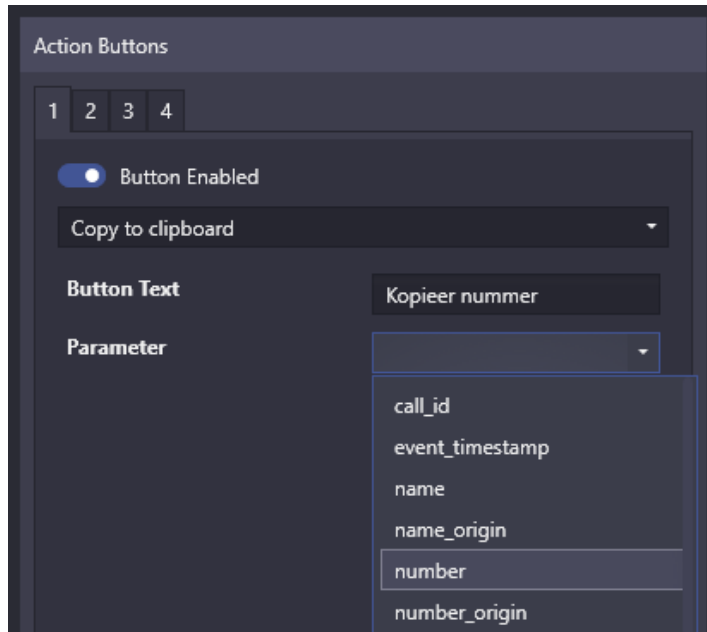 Action Buttons
1 2 3 4
Button Enabled
Copy to clipboard
Button Text Kopieer nummer
Parameter
call_id
event_timestamp
name
name_origin
number
number_origin